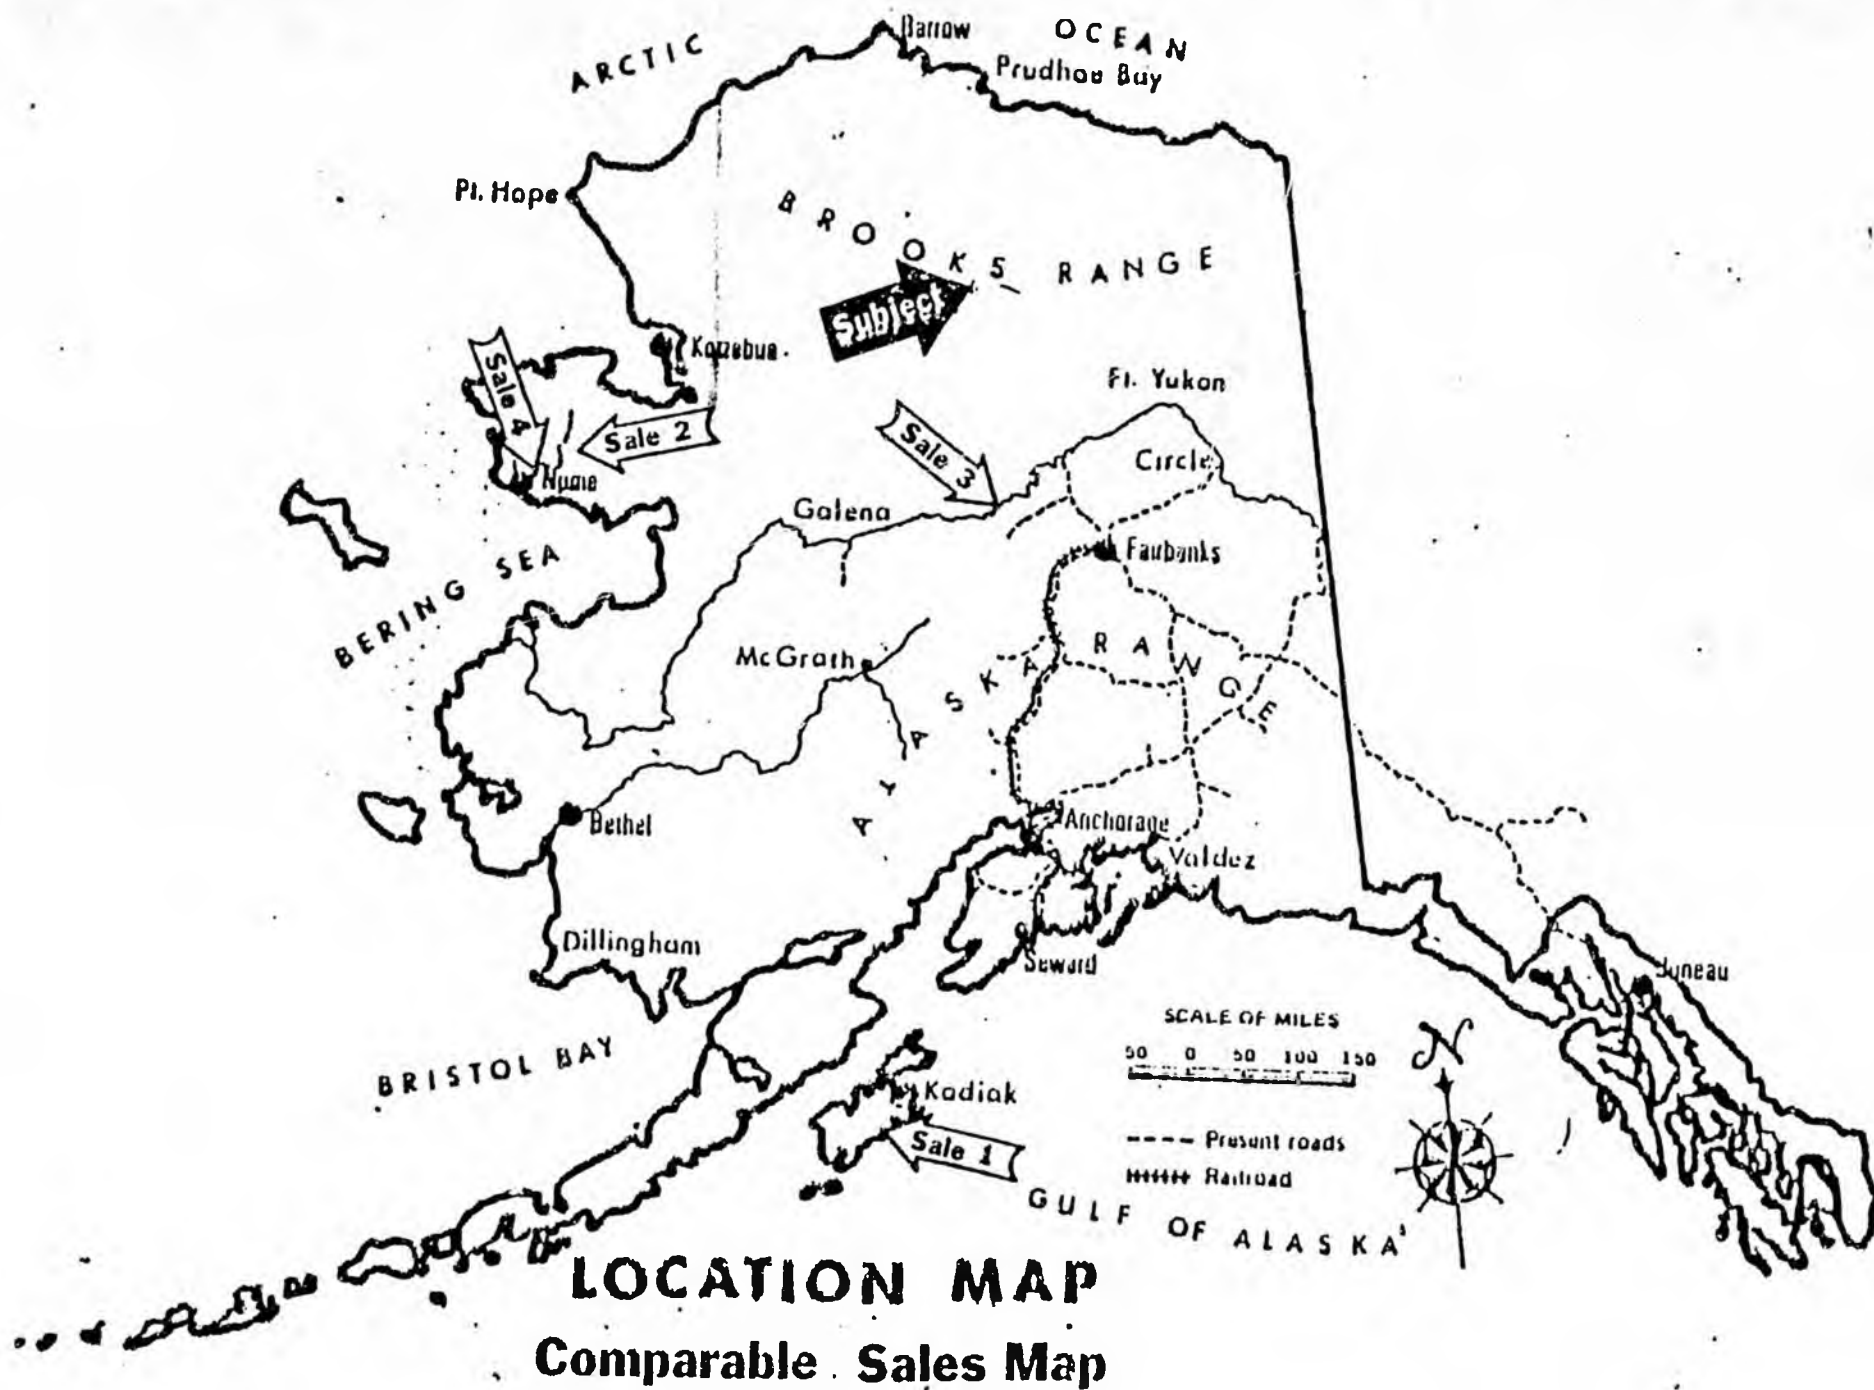 ARCTIC OCEAN
Barrow
Prudhoe Bay
Pt. Hope
BROOKS RANGE
Subject
Kotzebue
Sale 4
Sale 2
Ft. Yukon
Sale 3
Circle
Nome
Galena
Faubanks
BERING SEA
McGrath
ALASKA RANGE
Bethel
Anchorage
Valdez
Dillingham
Seward
Juneau
SCALE OF MILES
50 0 50 100 150
N
BRISTOL BAY
Kodiak
Present roads
Sale 1
Railroad
GULF OF ALASKA
LOCATION MAP
Comparable Sales Map